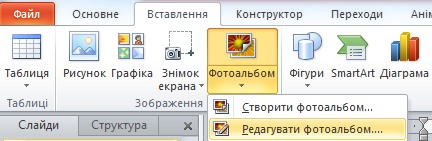 Файл Основне Вставлення Конструктор Переходи Анім
Таблиця Рисунок Графіка Знімок екрана Фотоальбом Фігури SmartArt Діаграма
Таблиці Зображення
Створити фотоальбом...
Слайди Структура
Редагувати фотоальбом....